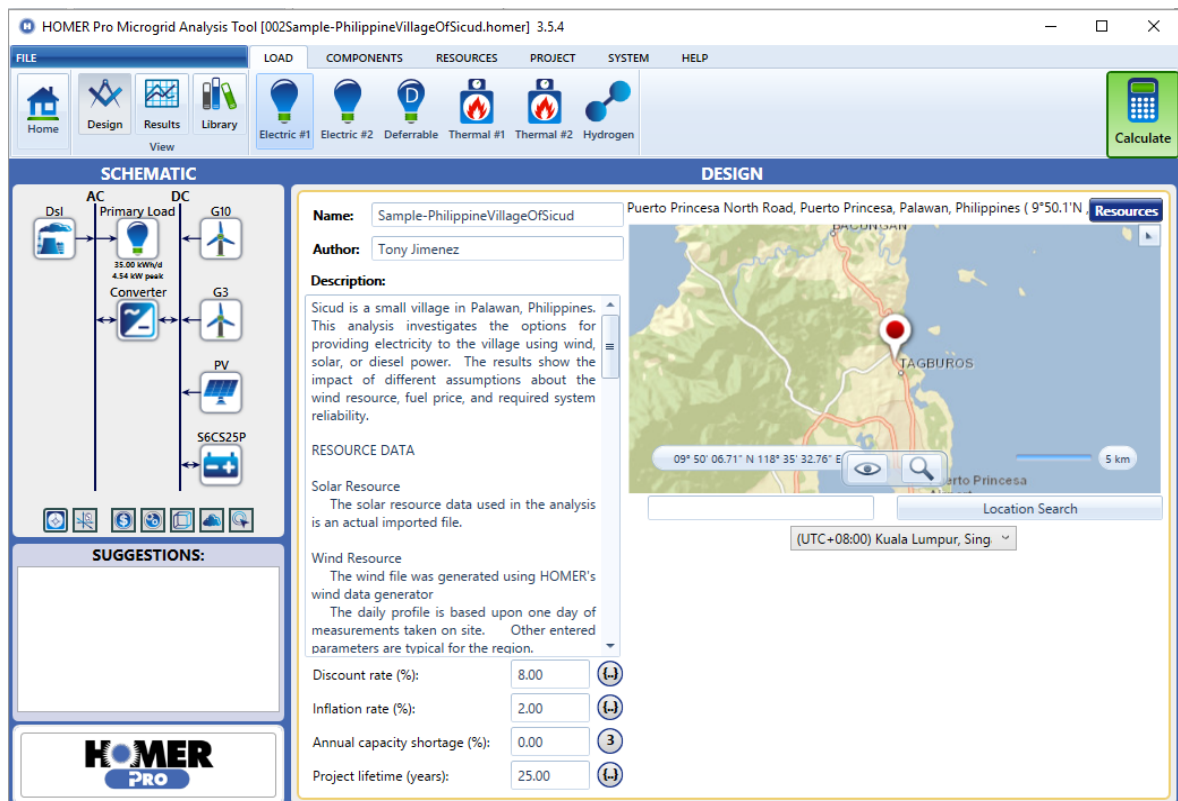 HOMER Pro Microgrid Analysis Tool [002Sample-PhilippineVillageOfSicud.homer] 3.5.4
FILE
LOAD COMPONENTS RESOURCES PROJECT SYSTEM HELP
Home
Design Results Library
View
D
Electric #1 Electric #2 Deferrable Thermal #1 Thermal #2 Hydrogen
Calculate
SCHEMATIC
AC DC
Dsl Primary Load G10
35.00 kWh/d
4.54 kW peak
Converter G3
PV
S6CS25P
SUGGESTIONS:
HOMER
PRO
DESIGN
Name: Sample-PhilippineVillageOfSicud
Author: Tony Jimenez
Description:
Sicud is a small village in Palawan, Philippines.
This analysis investigates the options for
providing electricity to the village using wind,
solar, or diesel power. The results show the
impact of different assumptions about the
wind resource, fuel price, and required system
reliability.
RESOURCE DATA
Solar Resource
The solar resource data used in the analysis
is an actual imported file.
Wind Resource
The wind file was generated using HOMER's
wind data generator
The daily profile is based upon one day of
measurements taken on site. Other entered
parameters are typical for the region.
Discount rate (%): 8.00 {..}
Inflation rate (%): 2.00 {..}
Annual capacity shortage (%): 0.00 3
Project lifetime (years): 25.00 {..}
Puerto Princesa North Road, Puerto Princesa, Palawan, Philippines ( 9°50.1'N , Resources
BACUNGAN
TAGBUROS
09° 50' 06.71" N 118° 35' 32.76" E
5 km
erto Princesa
Location Search
(UTC+08:00) Kuala Lumpur, Sing